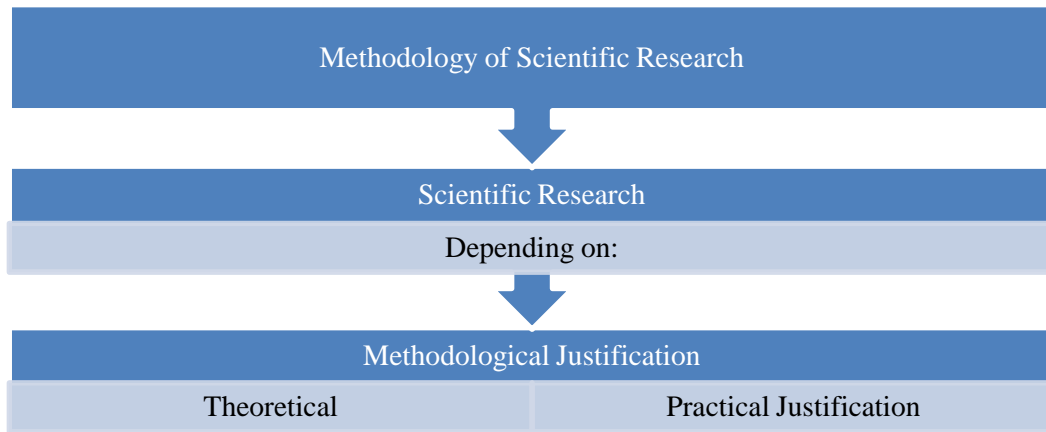 Methodology of Scientific Research
Scientific Research
Depending on:
Methodological Justification
Theoretical
Practical Justification